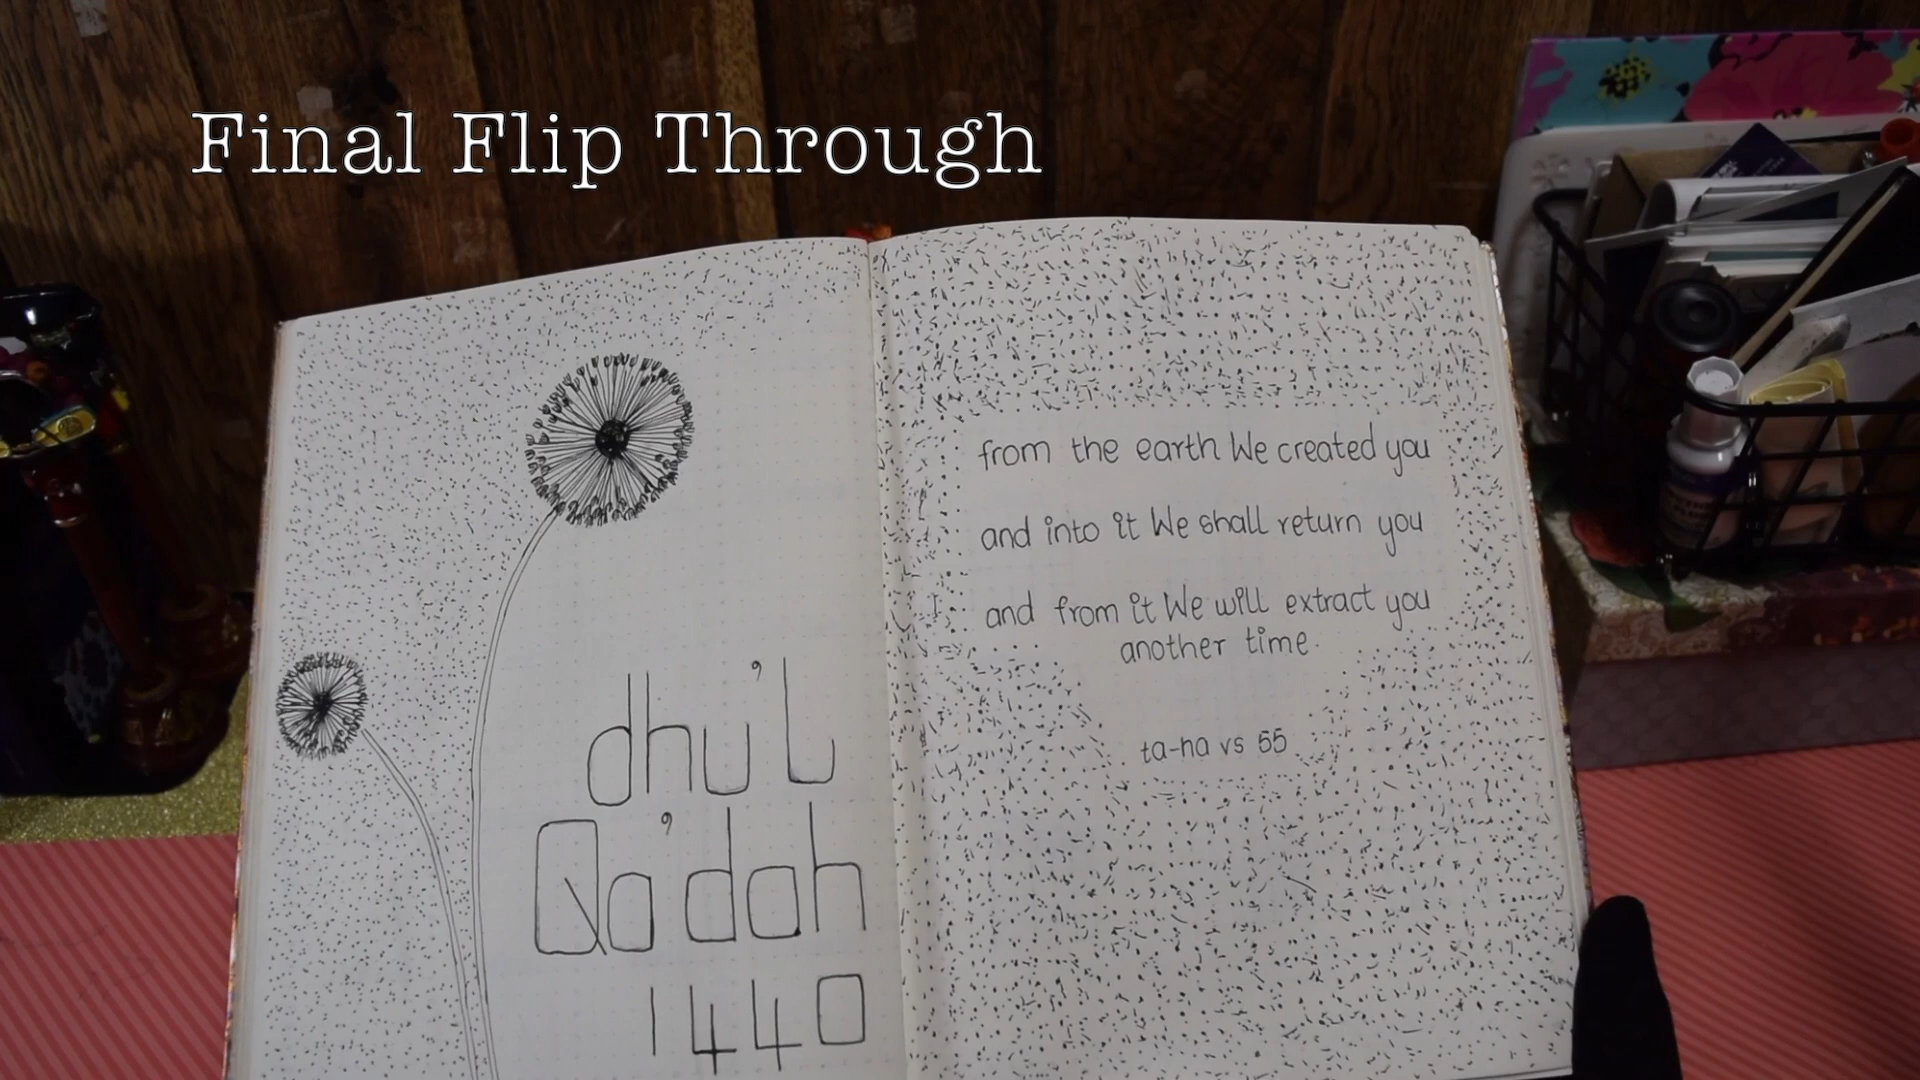 Final Flip Through
dhu'l
Qa'dah
1440
from the earth We created you
and into it We shall return you
and from it We will extract you
another time.
ta-ha vs 55